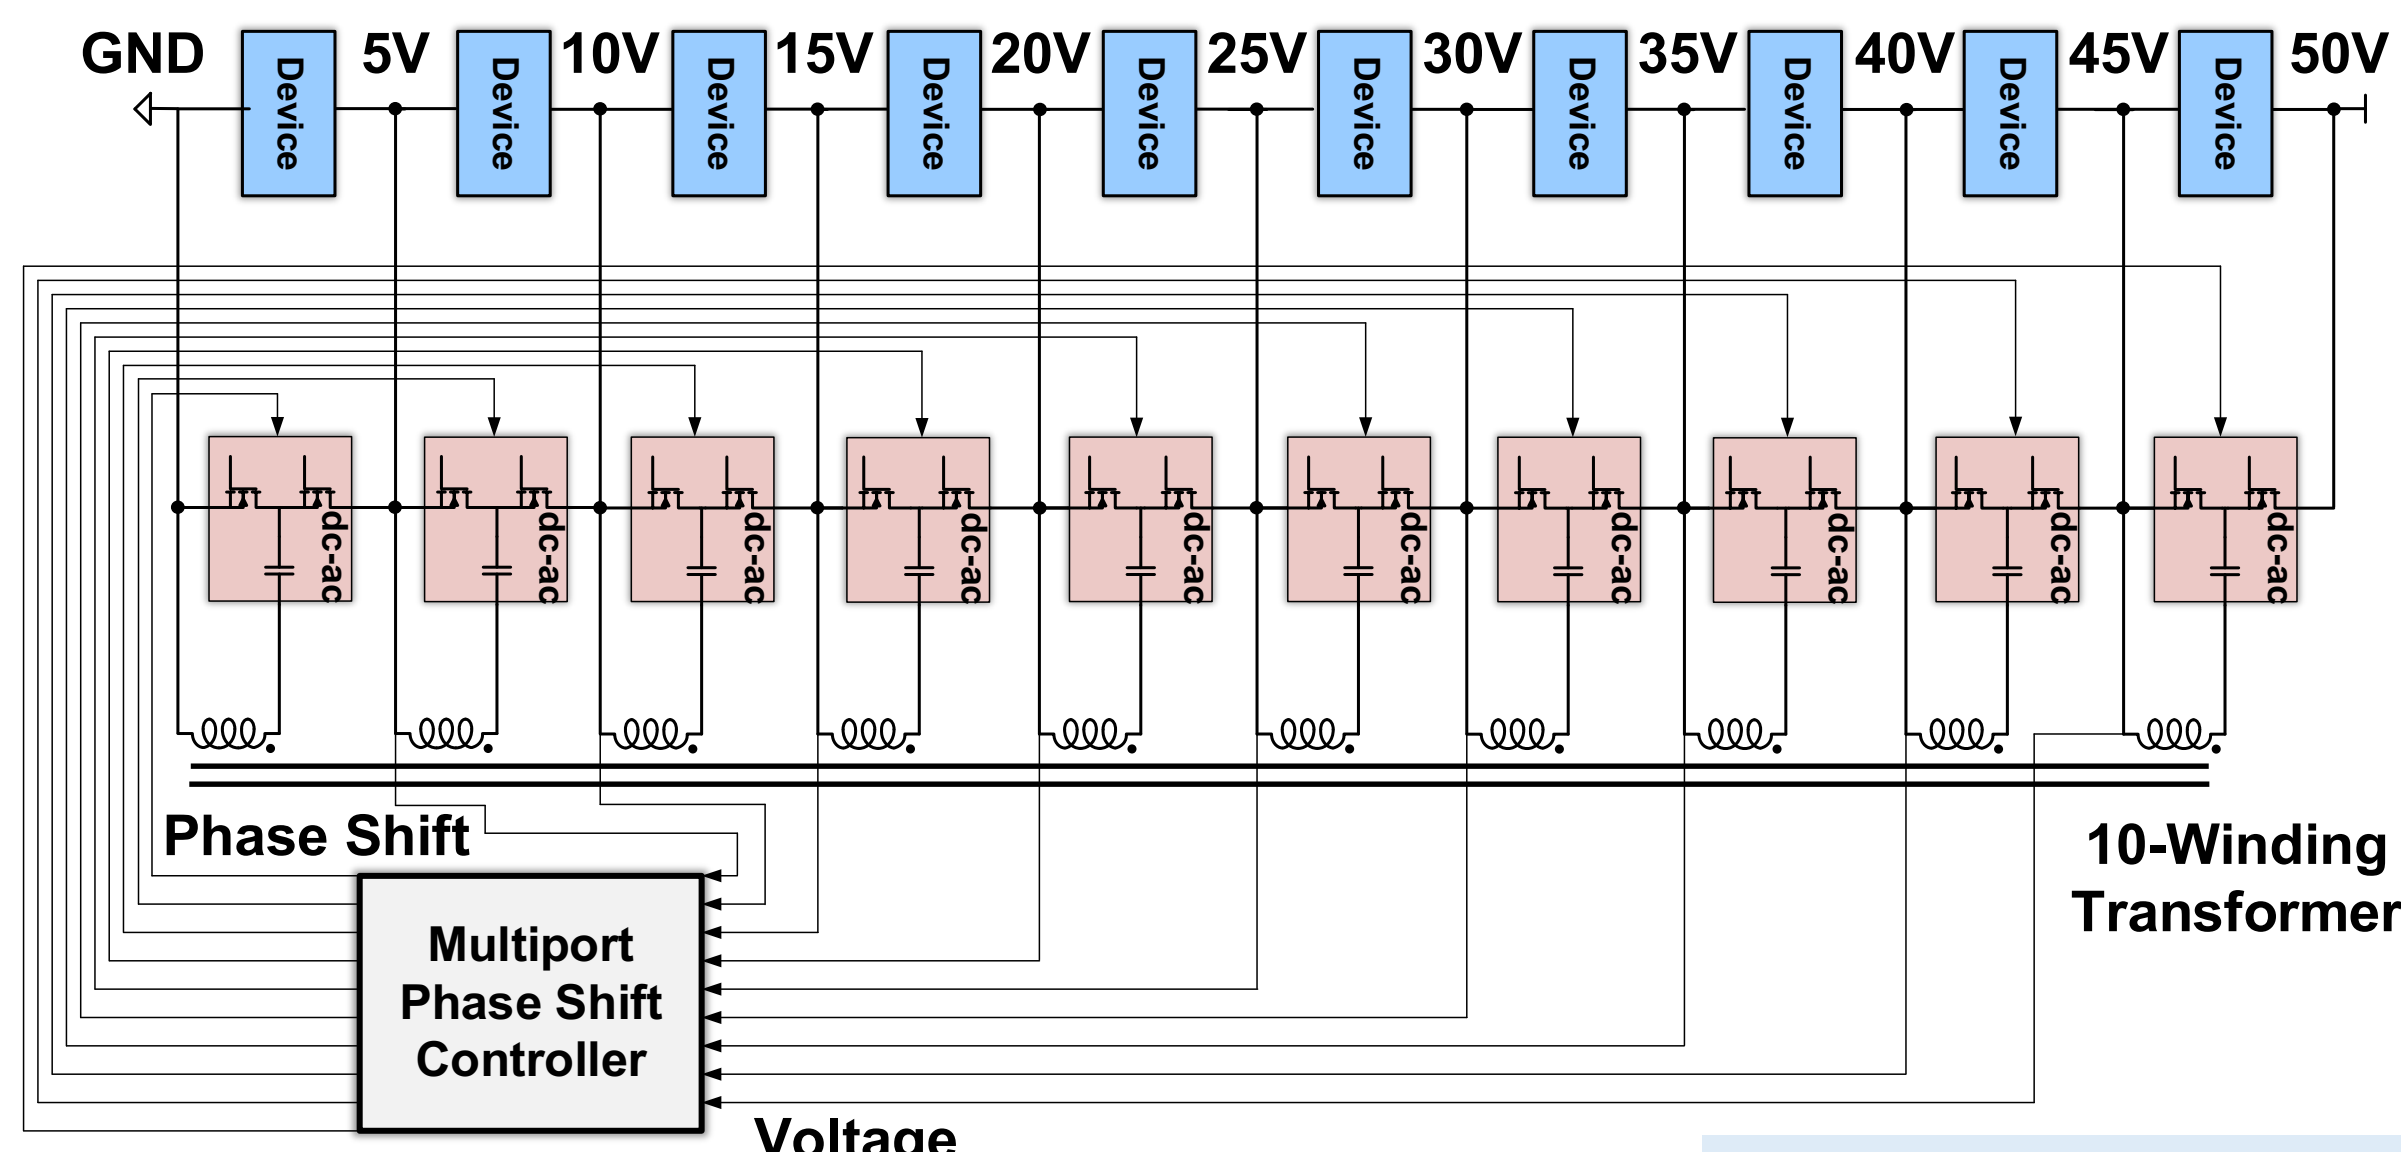 GND
5V
10V
15V
20V
25V
30V
35V
40V
45V
50V
Device
Device
Device
Device
Device
Device
Device
Device
Device
Device
dc-ac
dc-ac
dc-ac
dc-ac
dc-ac
dc-ac
dc-ac
dc-ac
dc-ac
dc-ac
Phase Shift
10-Winding
Transformer
Multiport
Phase Shift
Controller
Voltage